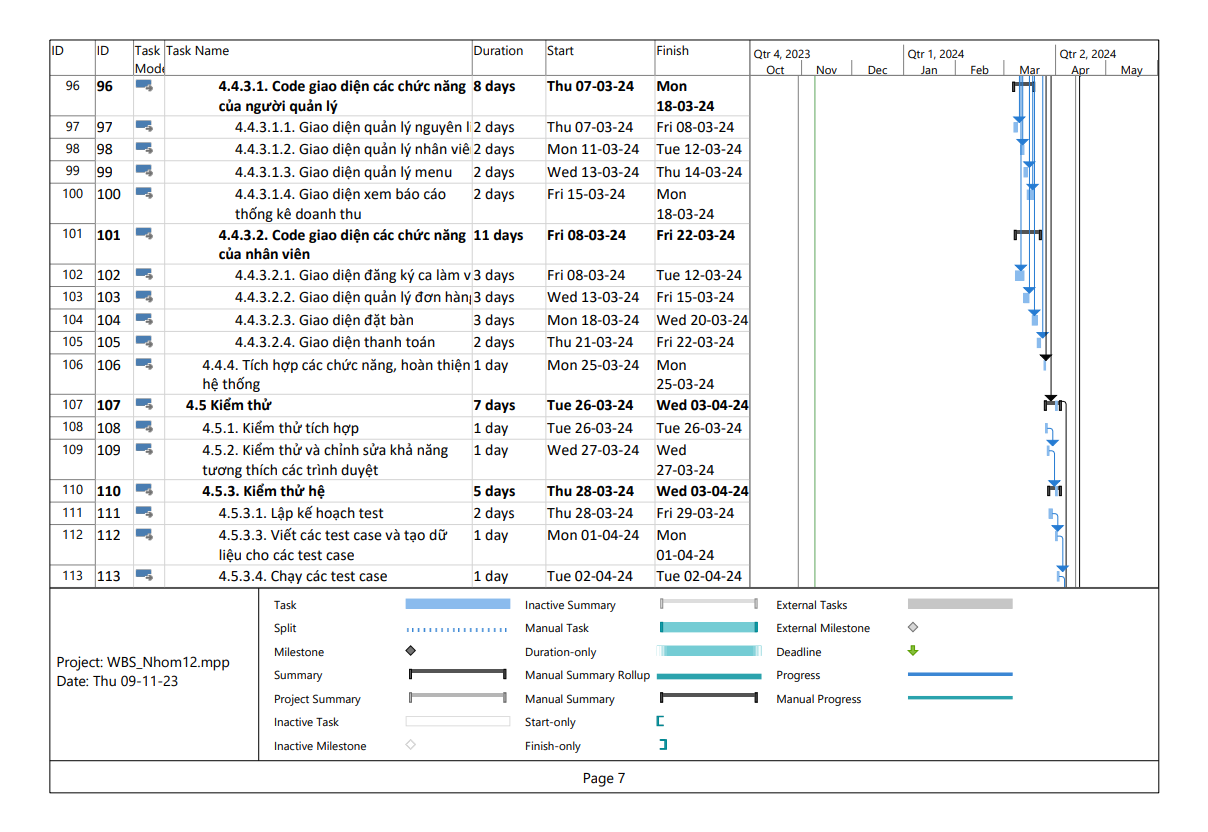 ID ID Task Mode Task Name Duration Start Finish Qtr 4, 2023 Qtr 1, 2024 Qtr 2, 2024
Oct Nov Dec Jan Feb Mar Apr May
96 96 4.4.3.1. Code giao diện các chức năng 8 days Thu 07-03-24 Mon
của người quản lý 18-03-24
97 97 4.4.3.1.1. Giao diện quản lý nguyên l 2 days Thu 07-03-24 Fri 08-03-24
98 98 4.4.3.1.2. Giao diện quản lý nhân viê 2 days Mon 11-03-24 Tue 12-03-24
99 99 4.4.3.1.3. Giao diện quản lý menu 2 days Wed 13-03-24 Thu 14-03-24
100 100 4.4.3.1.4. Giao diện xem báo cáo 2 days Fri 15-03-24 Mon
thống kê doanh thu 18-03-24
101 101 4.4.3.2. Code giao diện các chức năng 11 days Fri 08-03-24 Fri 22-03-24
của nhân viên
102 102 4.4.3.2.1. Giao diện đăng ký ca làm v 3 days Fri 08-03-24 Tue 12-03-24
103 103 4.4.3.2.2. Giao diện quản lý đơn hàng 3 days Wed 13-03-24 Fri 15-03-24
104 104 4.4.3.2.3. Giao diện đặt bàn 3 days Mon 18-03-24 Wed 20-03-24
105 105 4.4.3.2.4. Giao diện thanh toán 2 days Thu 21-03-24 Fri 22-03-24
106 106 4.4.4. Tích hợp các chức năng, hoàn thiện 1 day Mon 25-03-24 Mon
hệ thống 25-03-24
107 107 4.5 Kiểm thử 7 days Tue 26-03-24 Wed 03-04-24
108 108 4.5.1. Kiểm thử tích hợp 1 day Tue 26-03-24 Tue 26-03-24
109 109 4.5.2. Kiểm thử và chỉnh sửa khả năng 1 day Wed 27-03-24 Wed
tương thích các trình duyệt 27-03-24
110 110 4.5.3. Kiểm thử hệ 5 days Thu 28-03-24 Wed 03-04-24
111 111 4.5.3.1. Lập kế hoạch test 2 days Thu 28-03-24 Fri 29-03-24
112 112 4.5.3.3. Viết các test case và tạo dữ 1 day Mon 01-04-24 Mon
liệu cho các test case 01-04-24
113 113 4.5.3.4. Chạy các test case 1 day Tue 02-04-24 Tue 02-04-24
Project: WBS_Nhom12.mpp
Date: Thu 09-11-23
Task Inactive Summary External Tasks
Split Manual Task External Milestone
Milestone Duration-only Deadline
Summary Manual Summary Rollup Progress
Project Summary Manual Summary Manual Progress
Inactive Task Start-only
Inactive Milestone Finish-only
Page 7